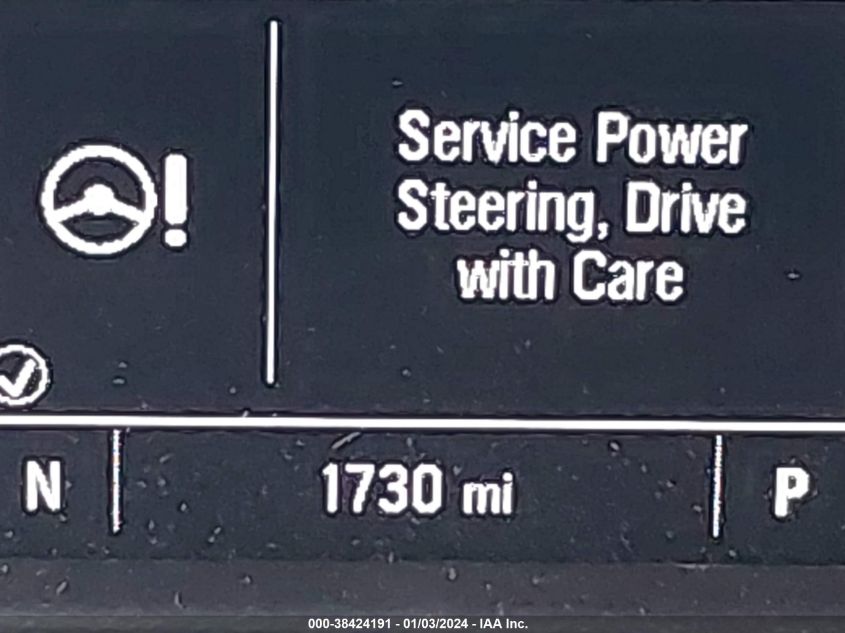 Service Power
Steering, Drive
with Care
N
1730 mi
P
000-38424191 - 01/03/2024 - IAA Inc.